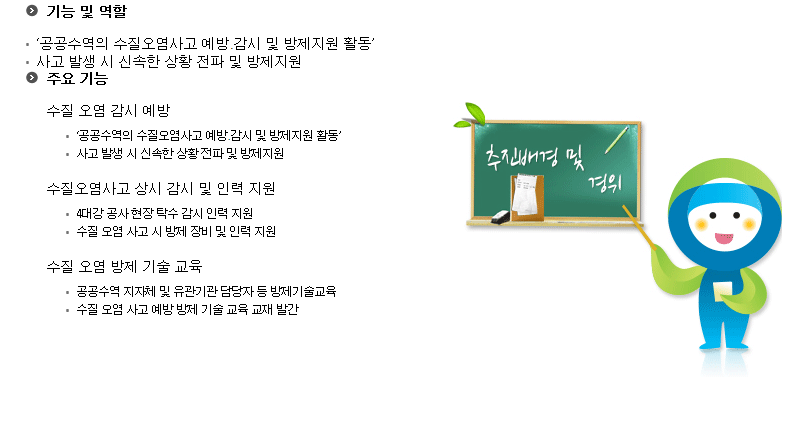 기능 및 역할
‘공공수역의 수질오염사고 예방.감시 및 방제지원 활동’
사고 발생 시 신속한 상황 전파 및 방제지원
주요 기능
수질 오염 감시 예방
‘공공수역의 수질오염사고 예방.감시 및 방제지원 활동’
사고 발생 시 신속한 상황 전파 및 방제지원
수질오염사고 상시 감시 및 인력 지원
4대강 공사 현장 탁수 감시 인력 지원
수질 오염 사고 시 방제 장비 및 인력 지원
수질 오염 방제 기술 교육
공공수역 지자체 및 유관기관 담당자 등 방제기술교육
수질 오염 사고 예방 방제 기술 교육 교재 발간
추진배경 및
경위